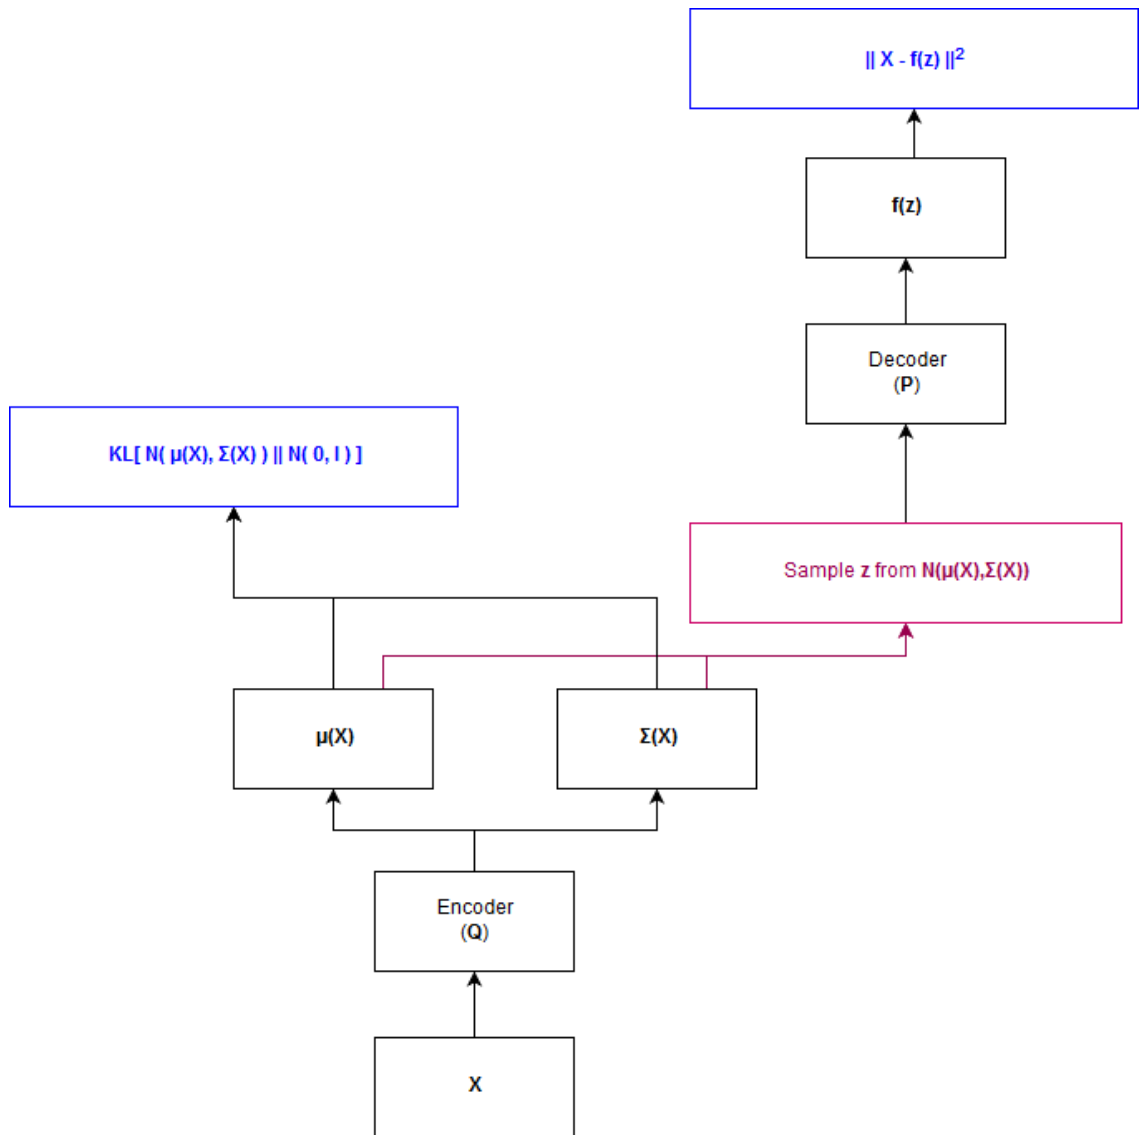 || X - f(z) ||²
f(z)
Decoder
(P)
KL[ N( μ(X), Σ(X) ) || N( 0, I ) ]
Sample z from N(μ(X),Σ(X))
μ(X)
Σ(X)
Encoder
(Q)
X